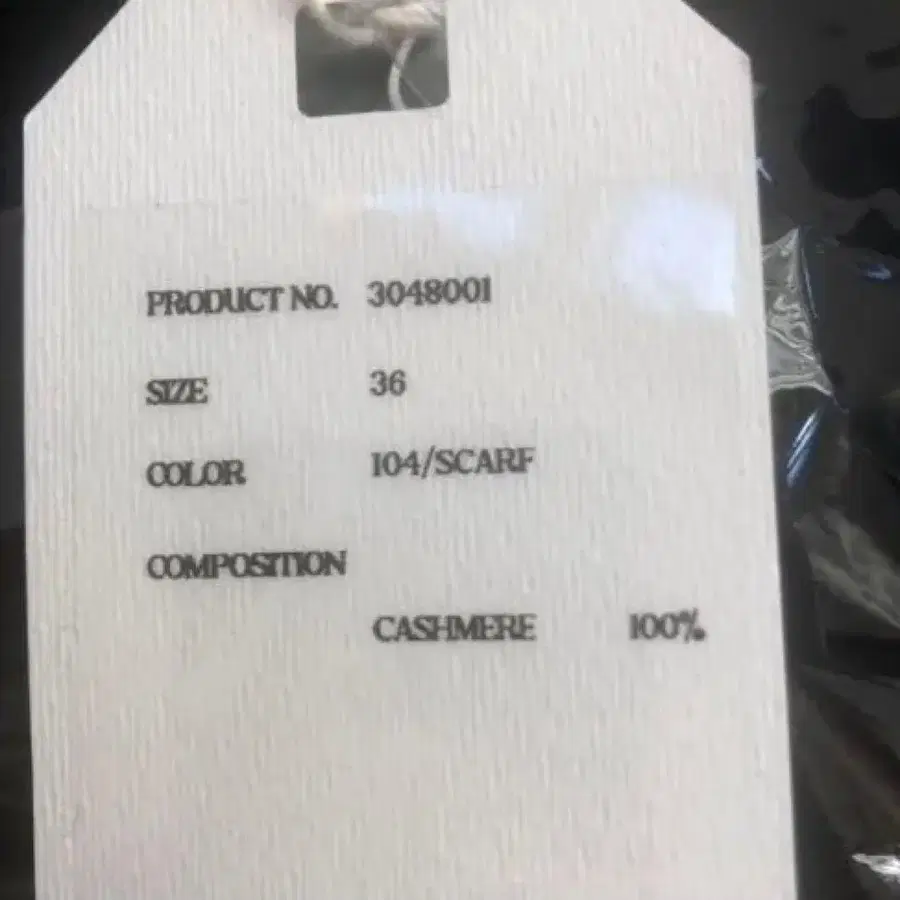 PRODUCT NO. 3048001
SIZE 36
COLOR 104/SCARF
COMPOSITION
CASHMERE 100%